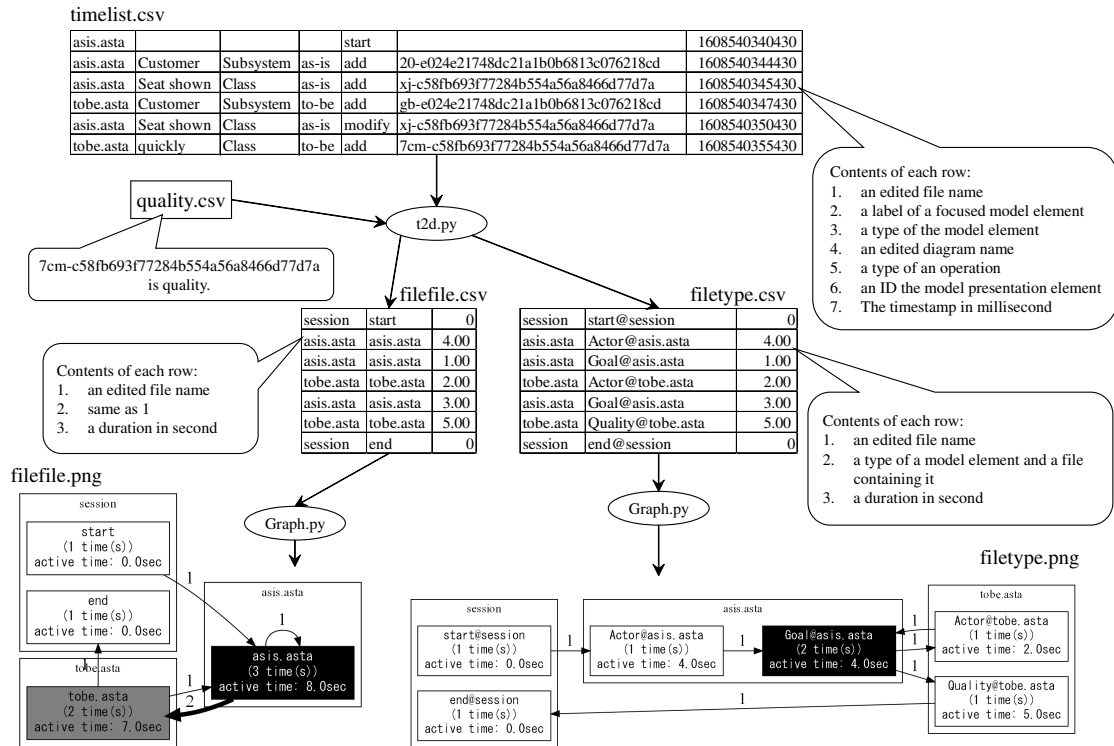 timelist.csv
asis.asta start 1608540340430
asis.asta Customer Subsystem as-is add 20-e024e21748dc21a1b0b6813c076218cd 1608540344430
asis.asta Seat shown Class as-is add xj-c58fb693f77284b554a56a8466d77d7a 1608540345430
tobe.asta Customer Subsystem to-be add gb-e024e21748dc21a1b0b6813c076218cd 1608540347430
asis.asta Seat shown Class as-is modify xj-c58fb693f77284b554a56a8466d77d7a 1608540350430
tobe.asta quickly Class to-be add 7cm-c58fb693f77284b554a56a8466d77d7a 1608540355430
Contents of each row:
1. an edited file name
2. a label of a focused model element
3. a type of the model element
4. an edited diagram name
5. a type of an operation
6. an ID the model presentation element
7. The timestamp in millisecond
quality.csv
t2d.py
7cm-c58fb693f77284b554a56a8466d77d7a
is quality.
filefile.csv
session start 0
asis.asta asis.asta 4.00
asis.asta asis.asta 1.00
tobe.asta tobe.asta 2.00
asis.asta asis.asta 3.00
tobe.asta tobe.asta 5.00
session end 0
filetype.csv
session start@session 0
asis.asta Actor@asis.asta 4.00
asis.asta Goal@asis.asta 1.00
tobe.asta Actor@tobe.asta 2.00
asis.asta Goal@asis.asta 3.00
tobe.asta Quality@tobe.asta 5.00
session end@session 0
Contents of each row:
1. an edited file name
2. same as 1
3. a duration in second
Contents of each row:
1. an edited file name
2. a type of a model element and a file
containing it
3. a duration in second
Graph.py
Graph.py
filefile.png
session
start
(1 time(s))
active time: 0.0sec
1
end
(1 time(s))
active time: 0.0sec
1
asis.asta
1
asis.asta
(3 time(s))
active time: 8.0sec
tobe.asta
tobe.asta
(2 time(s))
active time: 7.0sec
1
2
filetype.png
session
start@session
(1 time(s))
active time: 0.0sec
end@session
(1 time(s))
active time: 0.0sec
1
asis.asta
Actor@asis.asta
(1 time(s))
active time: 4.0sec
1
Goal@asis.asta
(2 time(s))
active time: 4.0sec
1
1
1
tobe.asta
Actor@tobe.asta
(1 time(s))
active time: 2.0sec
Quality@tobe.asta
(1 time(s))
active time: 5.0sec
1